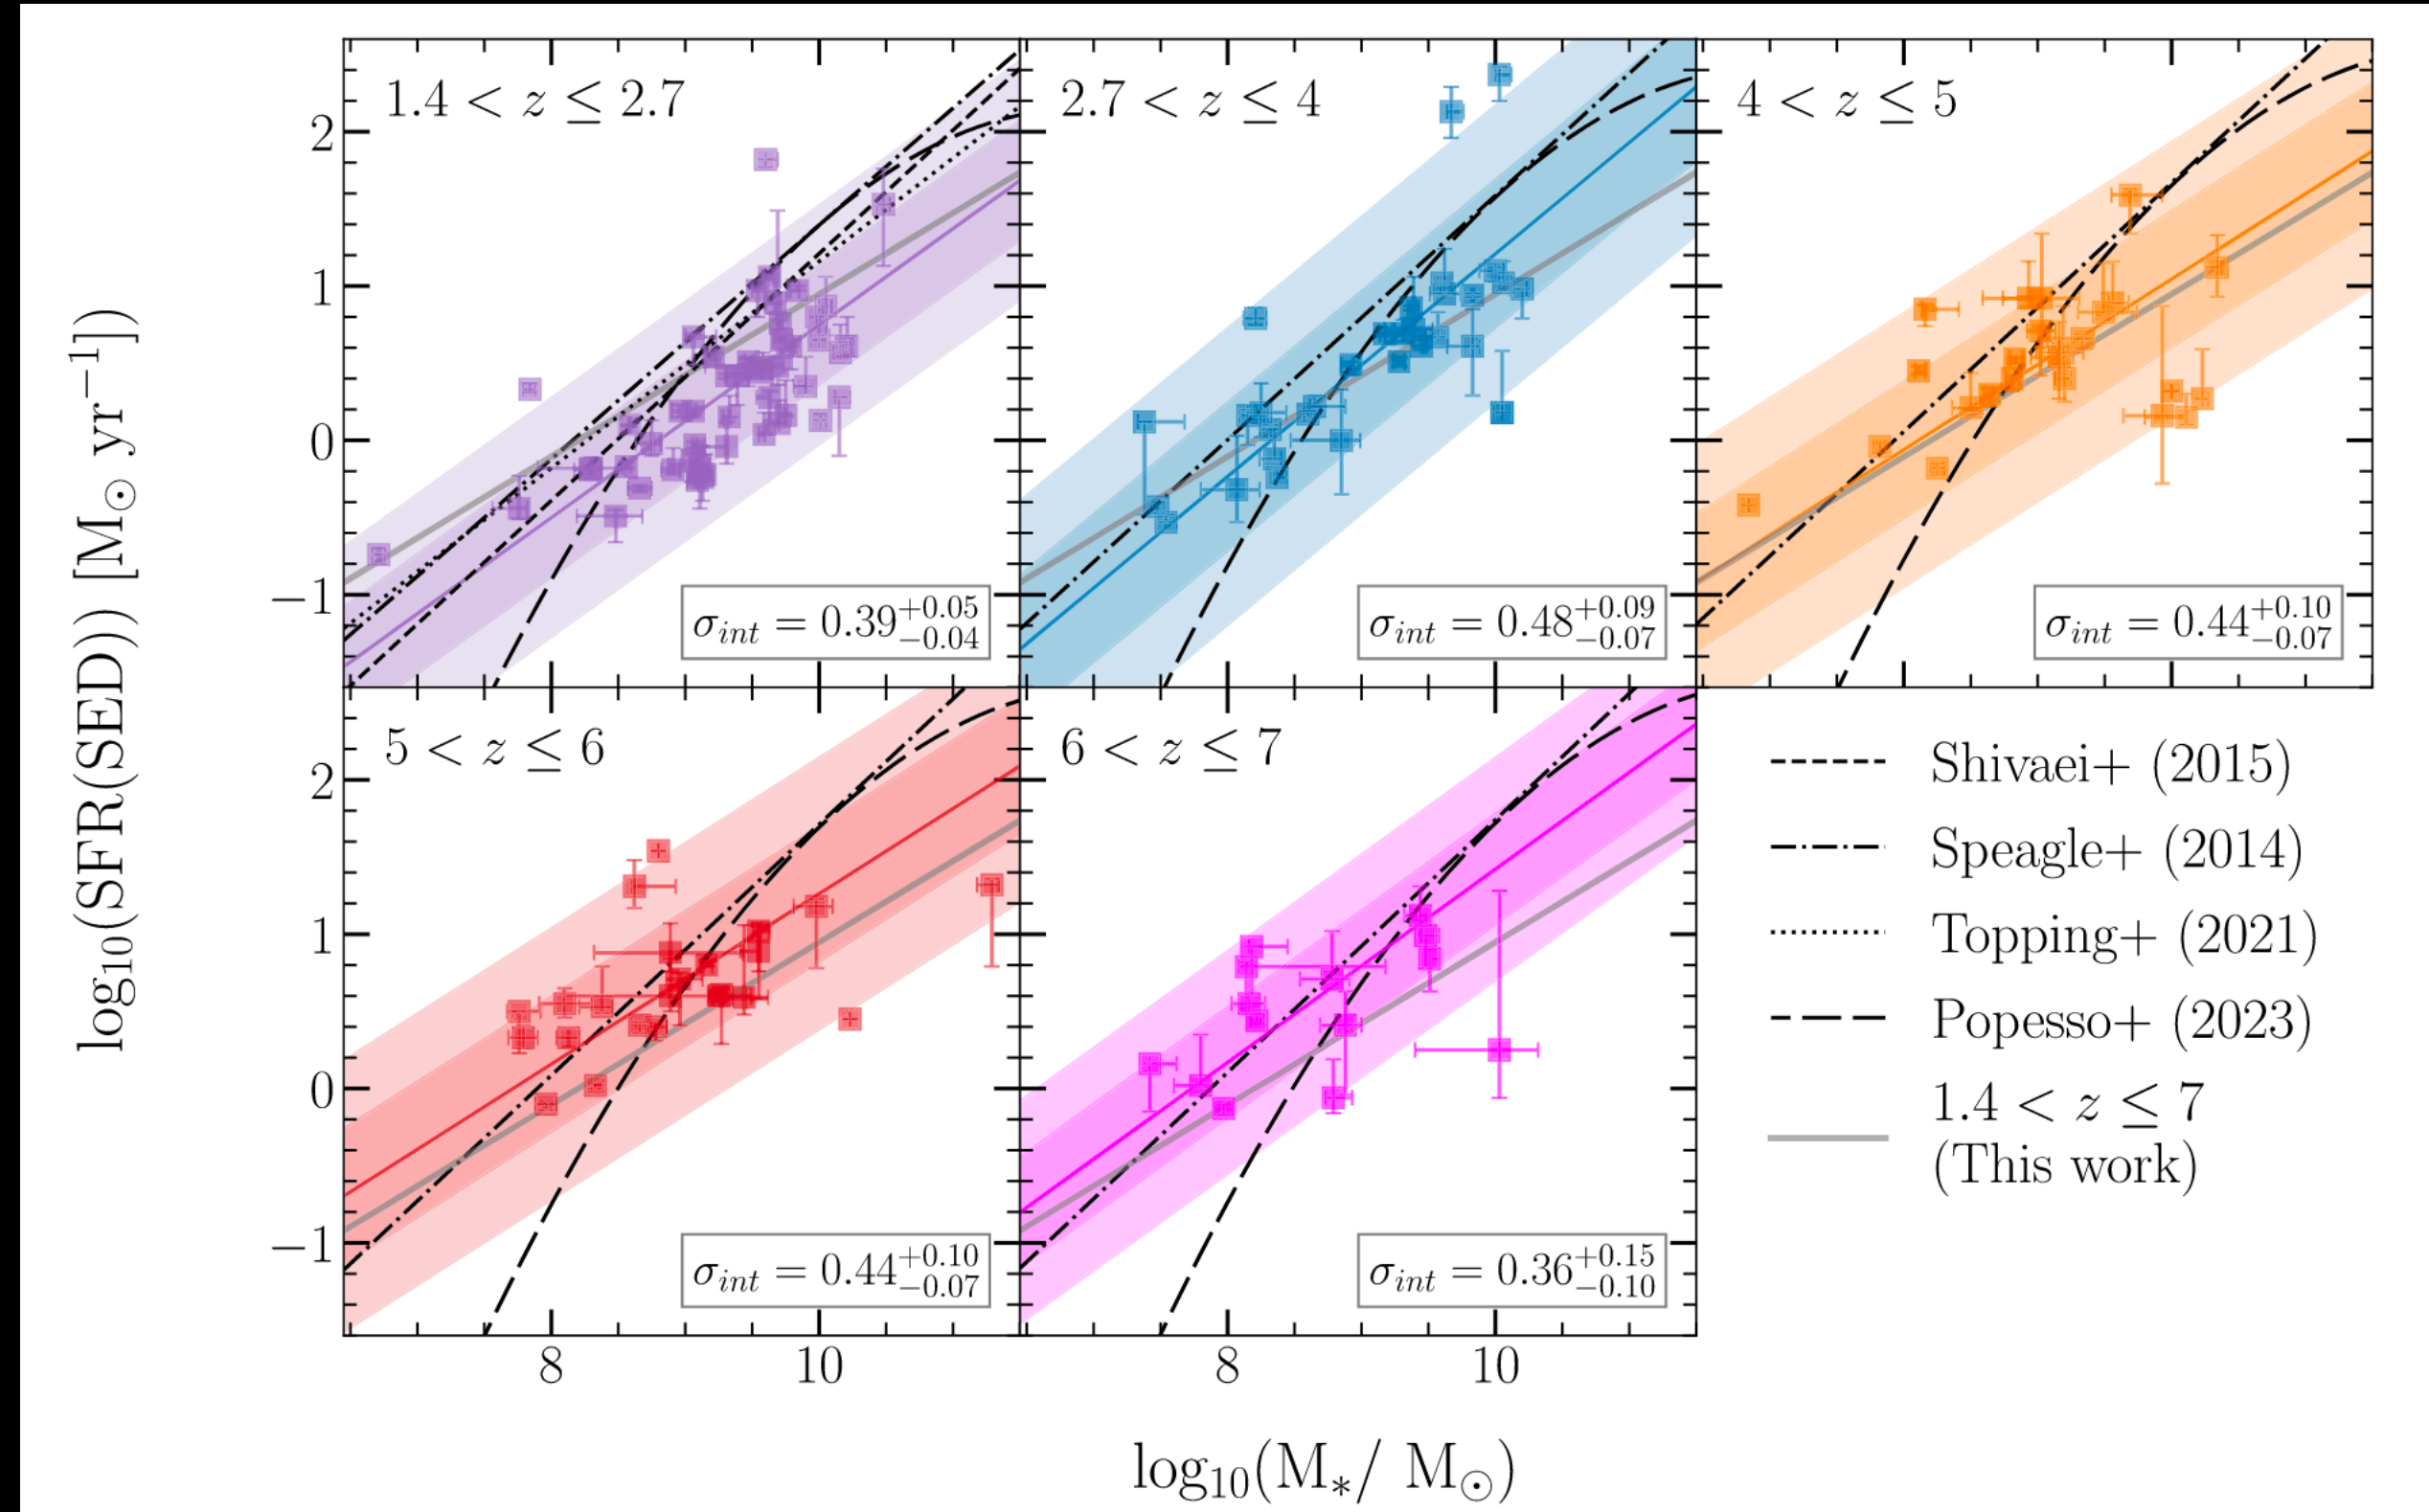 1.4 < z ≤ 2.7
2.7 < z ≤ 4
4 < z ≤ 5
2
1
0
−1
σ_int = 0.39^{+0.05}_{−0.04}
σ_int = 0.48^{+0.09}_{−0.07}
σ_int = 0.44^{+0.10}_{−0.07}
log₁₀(SFR(SED)) [M⊙ yr⁻¹])
5 < z ≤ 6
6 < z ≤ 7
2
1
0
−1
σ_int = 0.44^{+0.10}_{−0.07}
σ_int = 0.36^{+0.15}_{−0.10}
Shivaei+ (2015)
Speagle+ (2014)
Topping+ (2021)
Popesso+ (2023)
1.4 < z ≤ 7
(This work)
8
10
8
10
log₁₀(M∗/ M⊙)